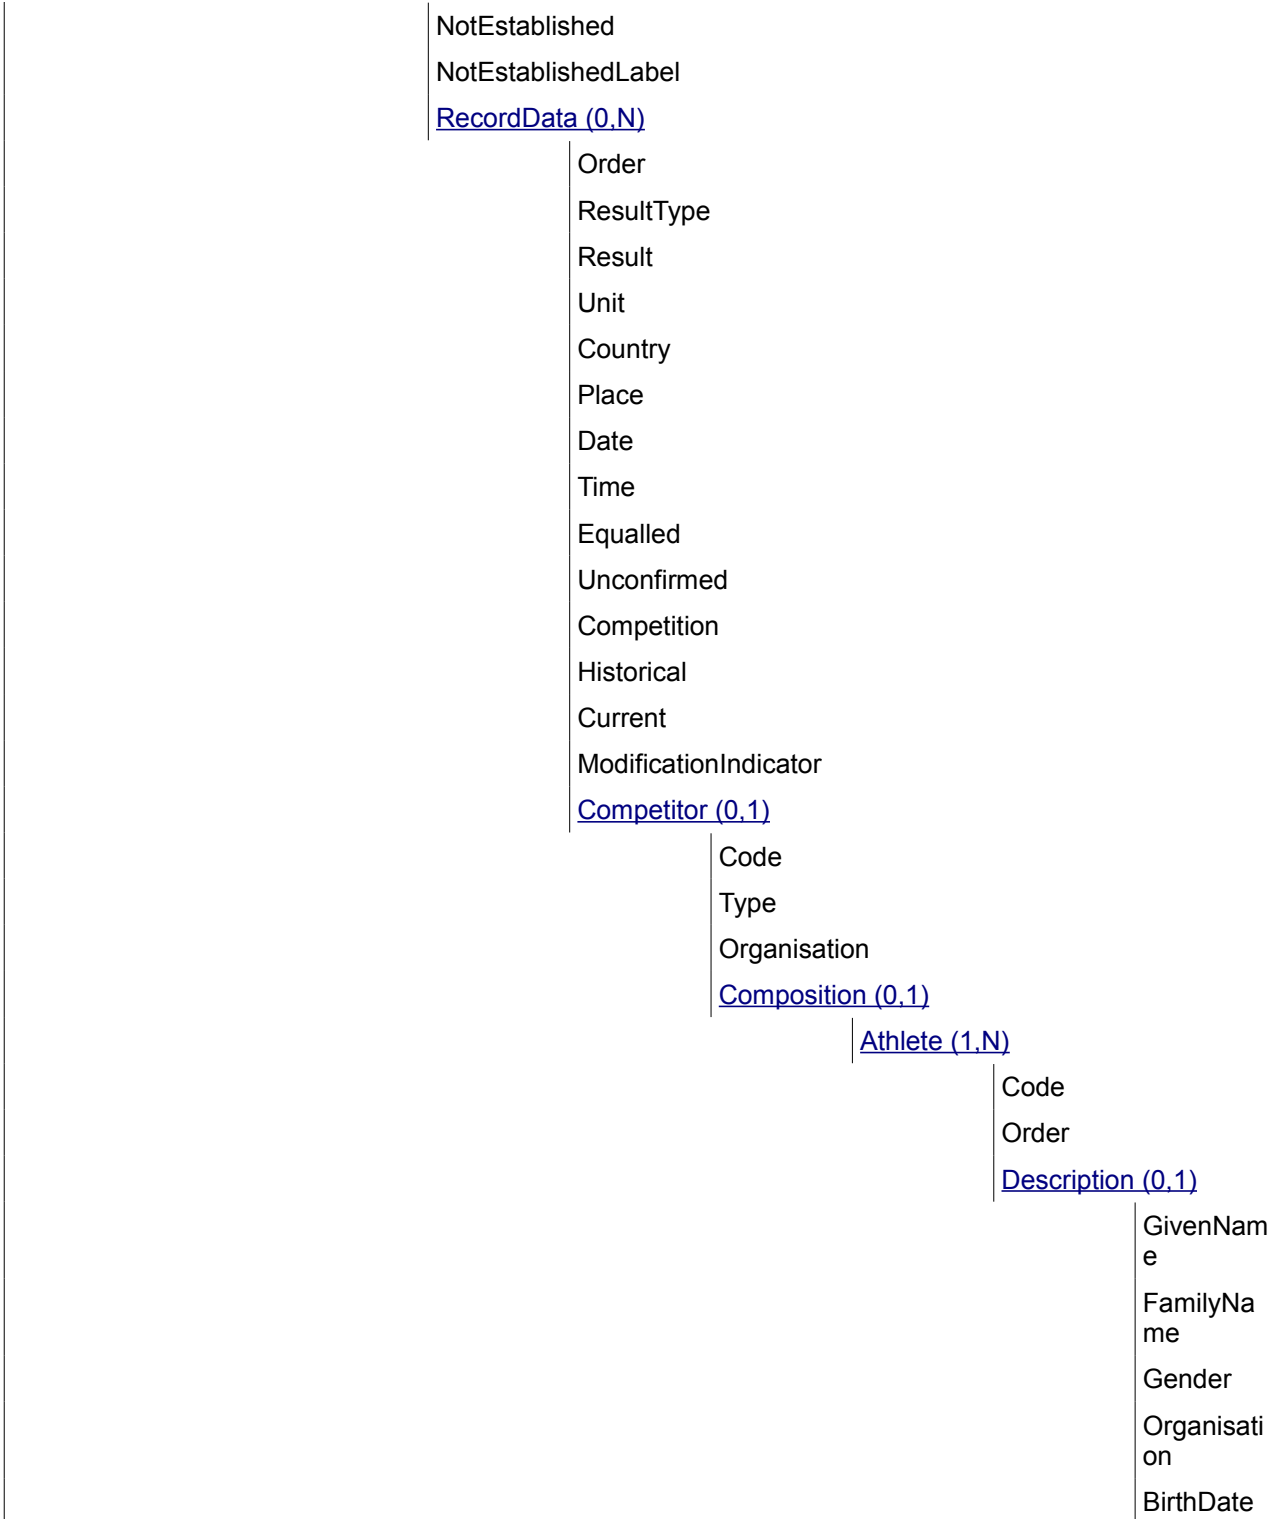 NotEstablished
NotEstablishedLabel
RecordData (0,N)
Order
ResultType
Result
Unit
Country
Place
Date
Time
Equalled
Unconfirmed
Competition
Historical
Current
ModificationIndicator
Competitor (0,1)
Code
Type
Organisation
Composition (0,1)
Athlete (1,N)
Code
Order
Description (0,1)
GivenNam
e
FamilyNa
me
Gender
Organisati
on
BirthDate